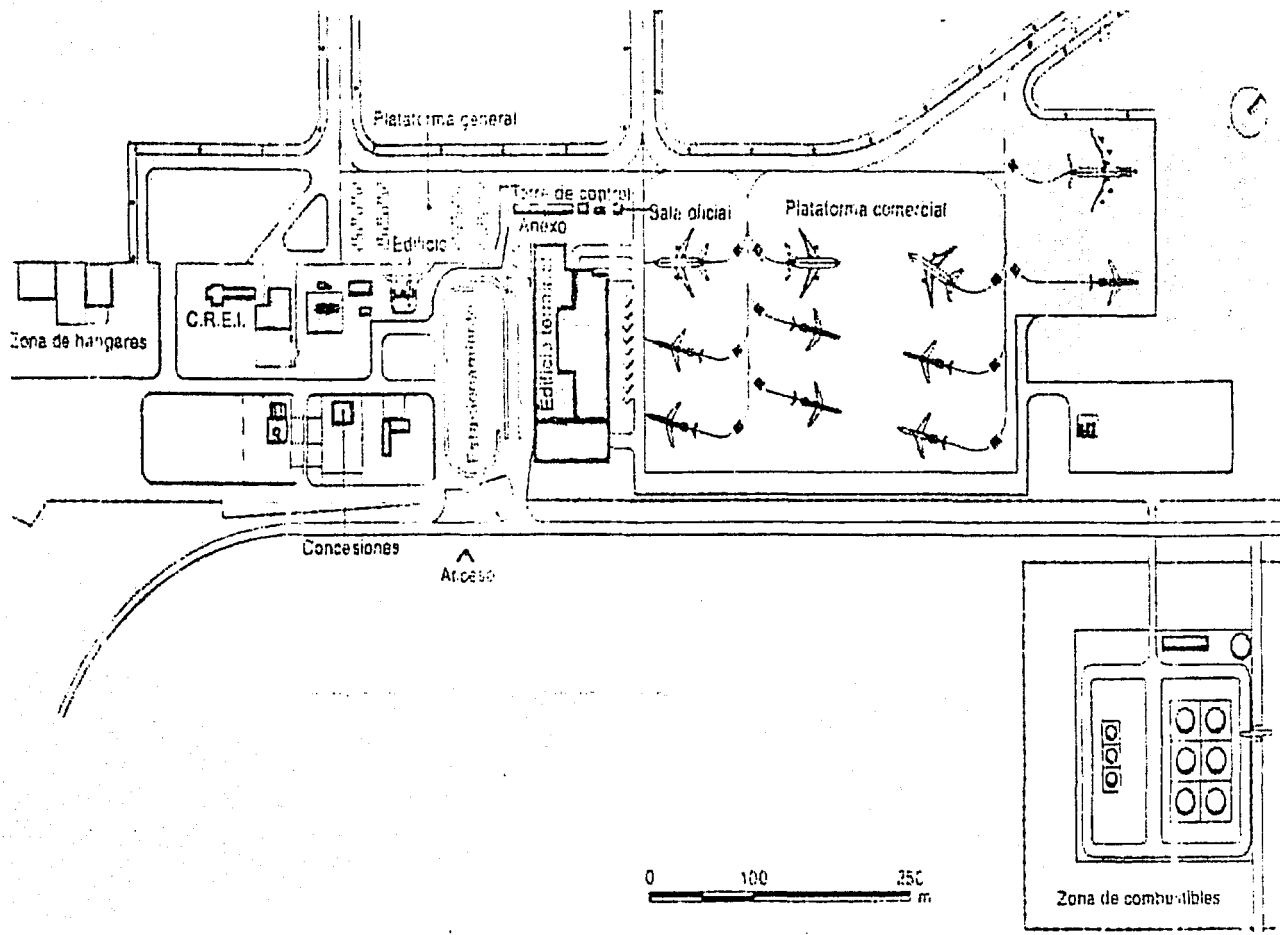 Plataforma general
Torre de control
Sala oficial
Plataforma comercial
Anexo
Edificio
C.R.E.I.
Zona de hangares
Estacionamiento
Edificio terminal
Concesiones
Acceso
0 100 250
m
Zona de combustibles